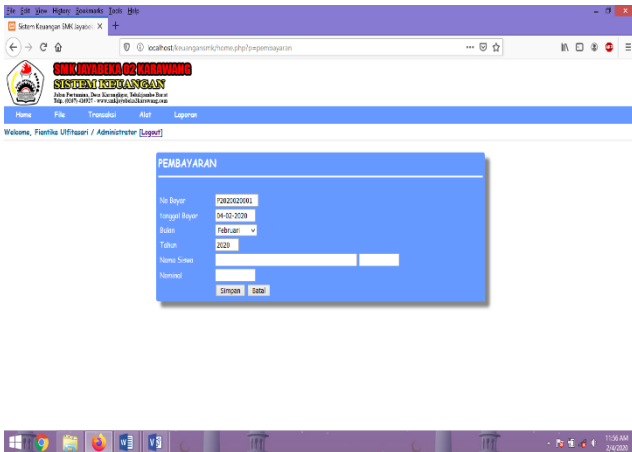 File Edit View History Bookmarks Tools Help
Sistem Keuangan SMK Jayabeka
localhost/keuangansmk/home.php?p=pembayaran
SMK JAYABEKA 02 KARAWANG
SISTEM KEUANGAN
Home File Transaksi Alat Laporan
Welcome, Fiantika Ulfitasari / Administrator [Logout]
PEMBAYARAN
No Bayar P2020020001
tanggal Bayar 04-02-2020
Bulan Februari
Tahun 2020
Nama Siswa
Nominal
Simpan Batal
11:56 AM
2/4/2020